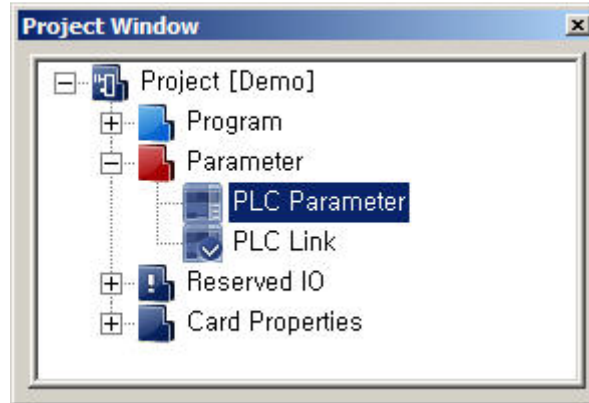 Project Window
Project [Demo]
Program
Parameter
PLC Parameter
PLC Link
Reserved IO
Card Properties